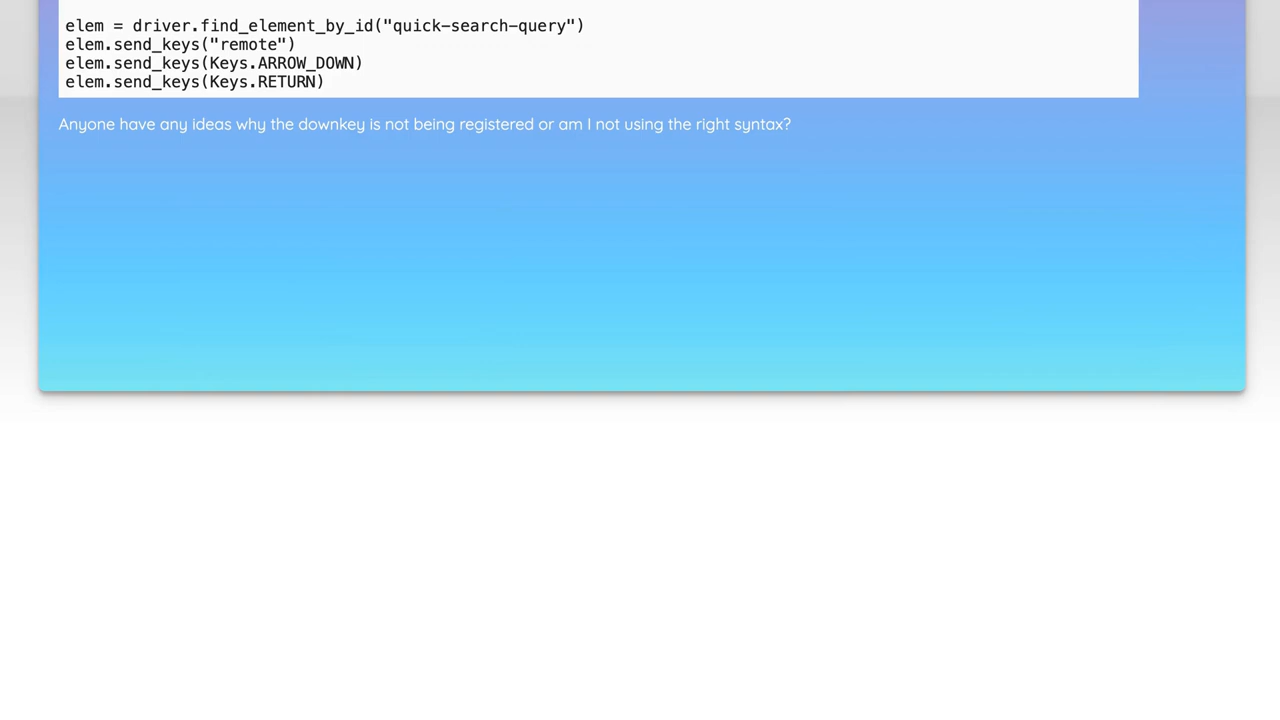 elem = driver.find_element_by_id("quick-search-query")
elem.send_keys("remote")
elem.send_keys(Keys.ARROW_DOWN)
elem.send_keys(Keys.RETURN)
Anyone have any ideas why the downkey is not being registered or am I not using the right syntax?